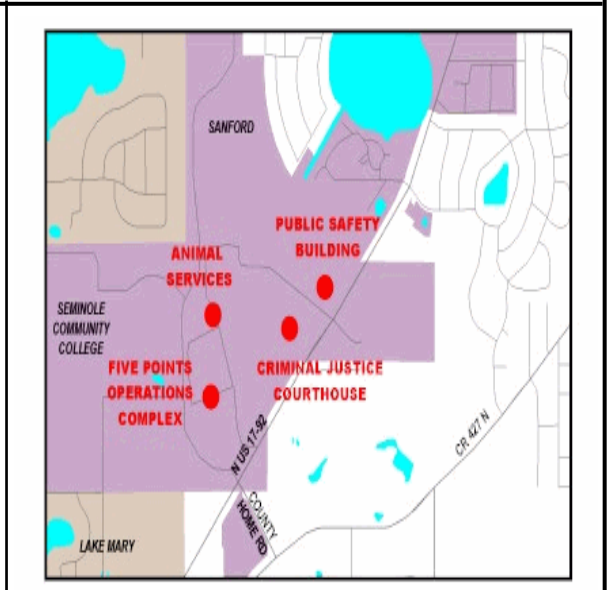 SANFORD
PUBLIC SAFETY
BUILDING
ANIMAL
SERVICES
SEMINOLE
COMMUNITY
COLLEGE
FIVE POINTS
OPERATIONS
COMPLEX
CRIMINAL JUSTICE
COURTHOUSE
N US 17-92
CR 427 N
COUNTY
HOME RD
LAKE MARY